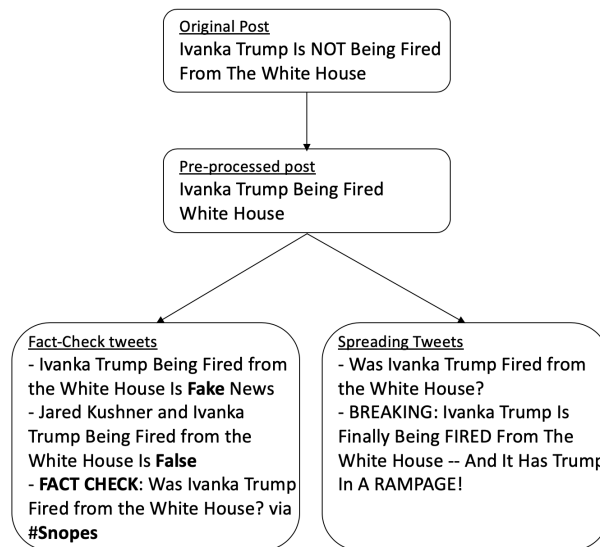 Original Post
Ivanka Trump Is NOT Being Fired
From The White House
Pre-processed post
Ivanka Trump Being Fired
White House
Fact-Check tweets
- Ivanka Trump Being Fired from
the White House Is Fake News
- Jared Kushner and Ivanka
Trump Being Fired from the
White House Is False
- FACT CHECK: Was Ivanka Trump
Fired from the White House? via
#Snopes
Spreading Tweets
- Was Ivanka Trump Fired from
the White House?
- BREAKING: Ivanka Trump Is
Finally Being FIRED From The
White House -- And It Has Trump
In A RAMPAGE!